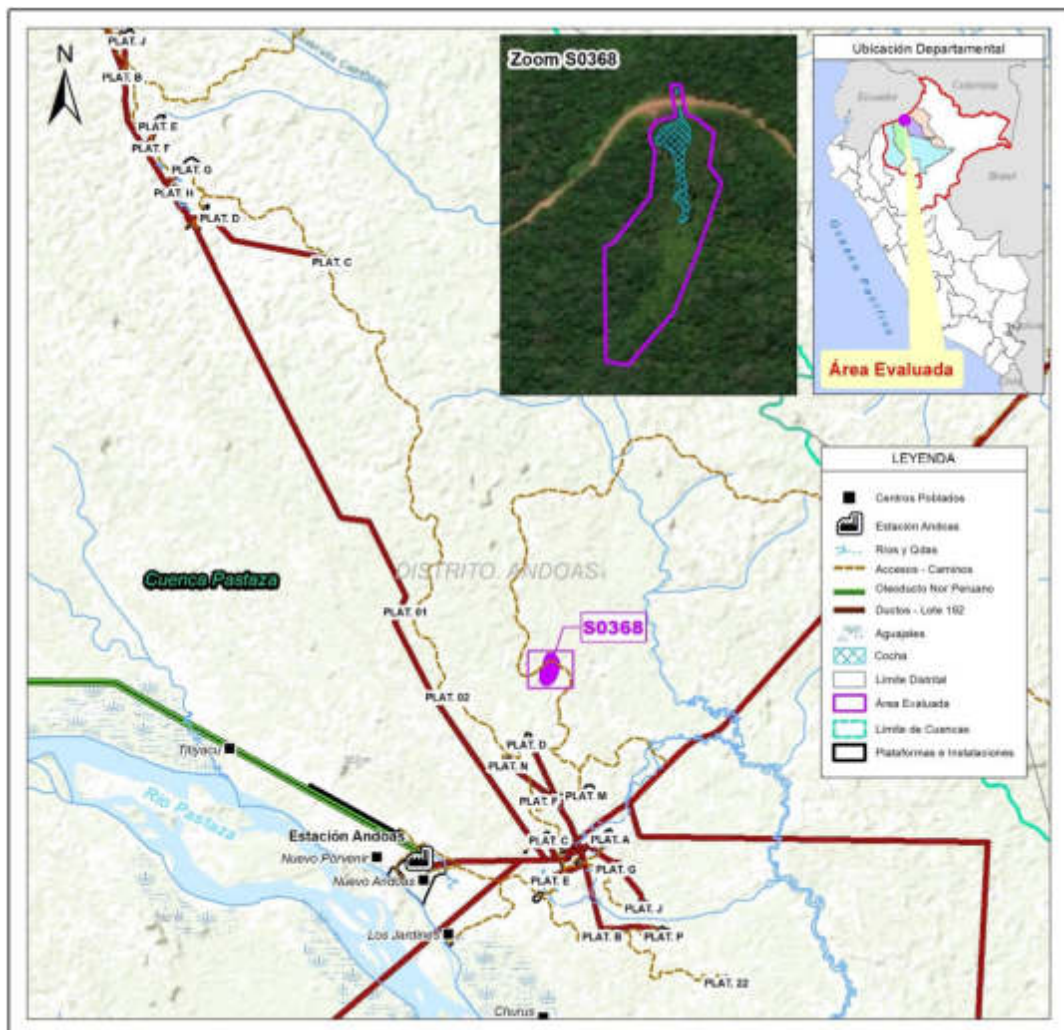 PLAT. J
PLAT. B
N
PLAT. E
PLAT. F
PLAT. G
PLAT. H
PLAT. D
PLAT. C
Zoom S0368
Ubicación Departamental
Ecuador
Colombia
Brasil
Océano Pacífico
Área Evaluada
LEYENDA
Centros Poblados
Estación Andoas
Ríos y Qdas
Accesos - Caminos
Oleoducto Nor Peruano
Ductos - Lote 192
Aguajales
Cocha
Límite Distrital
Área Evaluada
Límite de Cuencas
Plataformas e Instalaciones
Cuenca Pastaza
DISTRITO ANDOAS
PLAT. 01
S0368
PLAT. 02
Titiyacu
PLAT. D
PLAT. N
PLAT. F
PLAT. M
Río Pastaza
Estación Andoas
Nuevo Porvenir
Nuevo Andoas
PLAT. C
PLAT. A
PLAT. G
PLAT. E
PLAT. J
Los Jardines
PLAT. B
PLAT. P
PLAT. 22
Churus